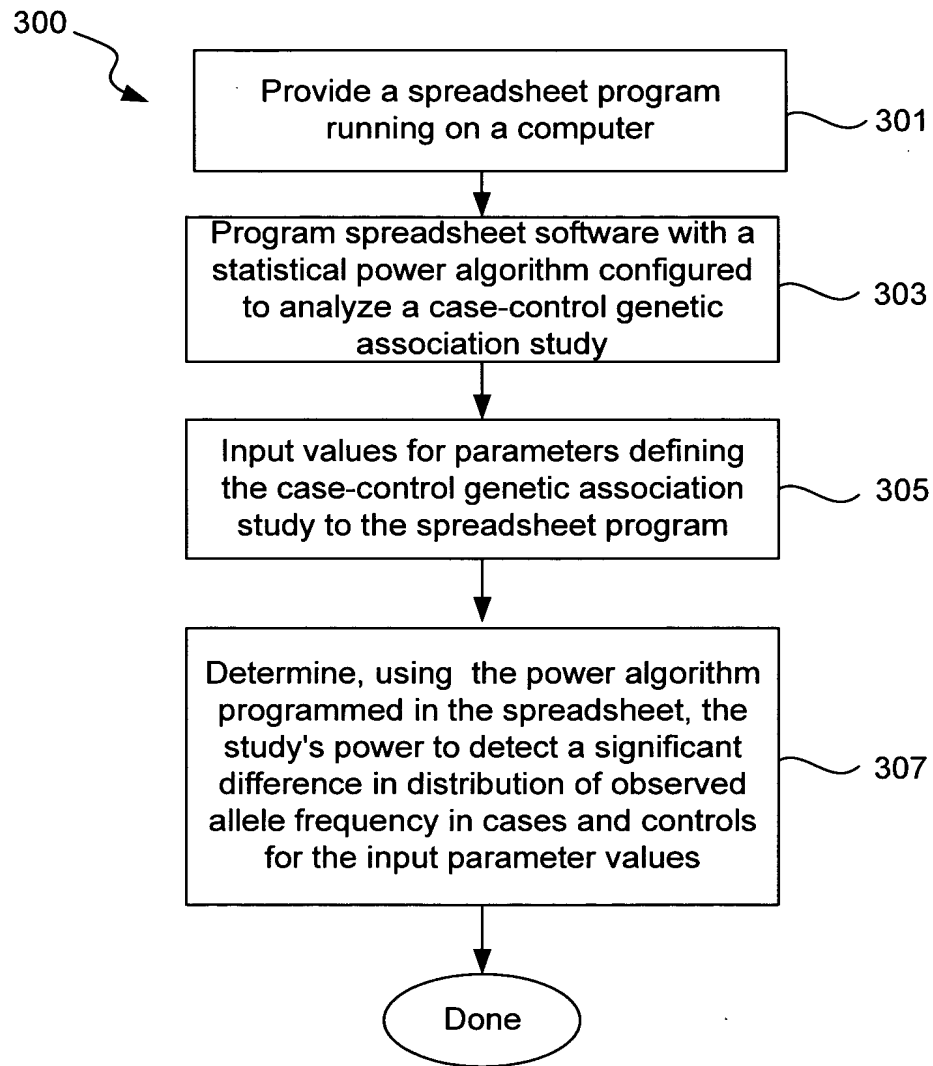 300
Provide a spreadsheet program
running on a computer
301
Program spreadsheet software with a
statistical power algorithm configured
to analyze a case-control genetic
association study
303
Input values for parameters defining
the case-control genetic association
study to the spreadsheet program
305
Determine, using the power algorithm
programmed in the spreadsheet, the
study's power to detect a significant
difference in distribution of observed
allele frequency in cases and controls
for the input parameter values
307
Done